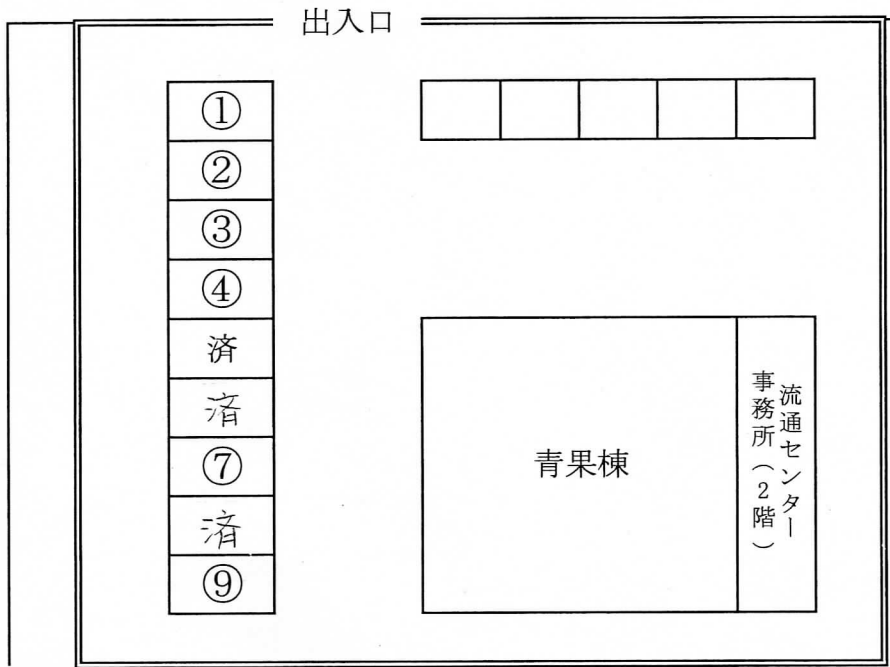 出入口
①
②
③
④
済
済
⑦
済
⑨
青果棟
流通センター
事務所（2階）